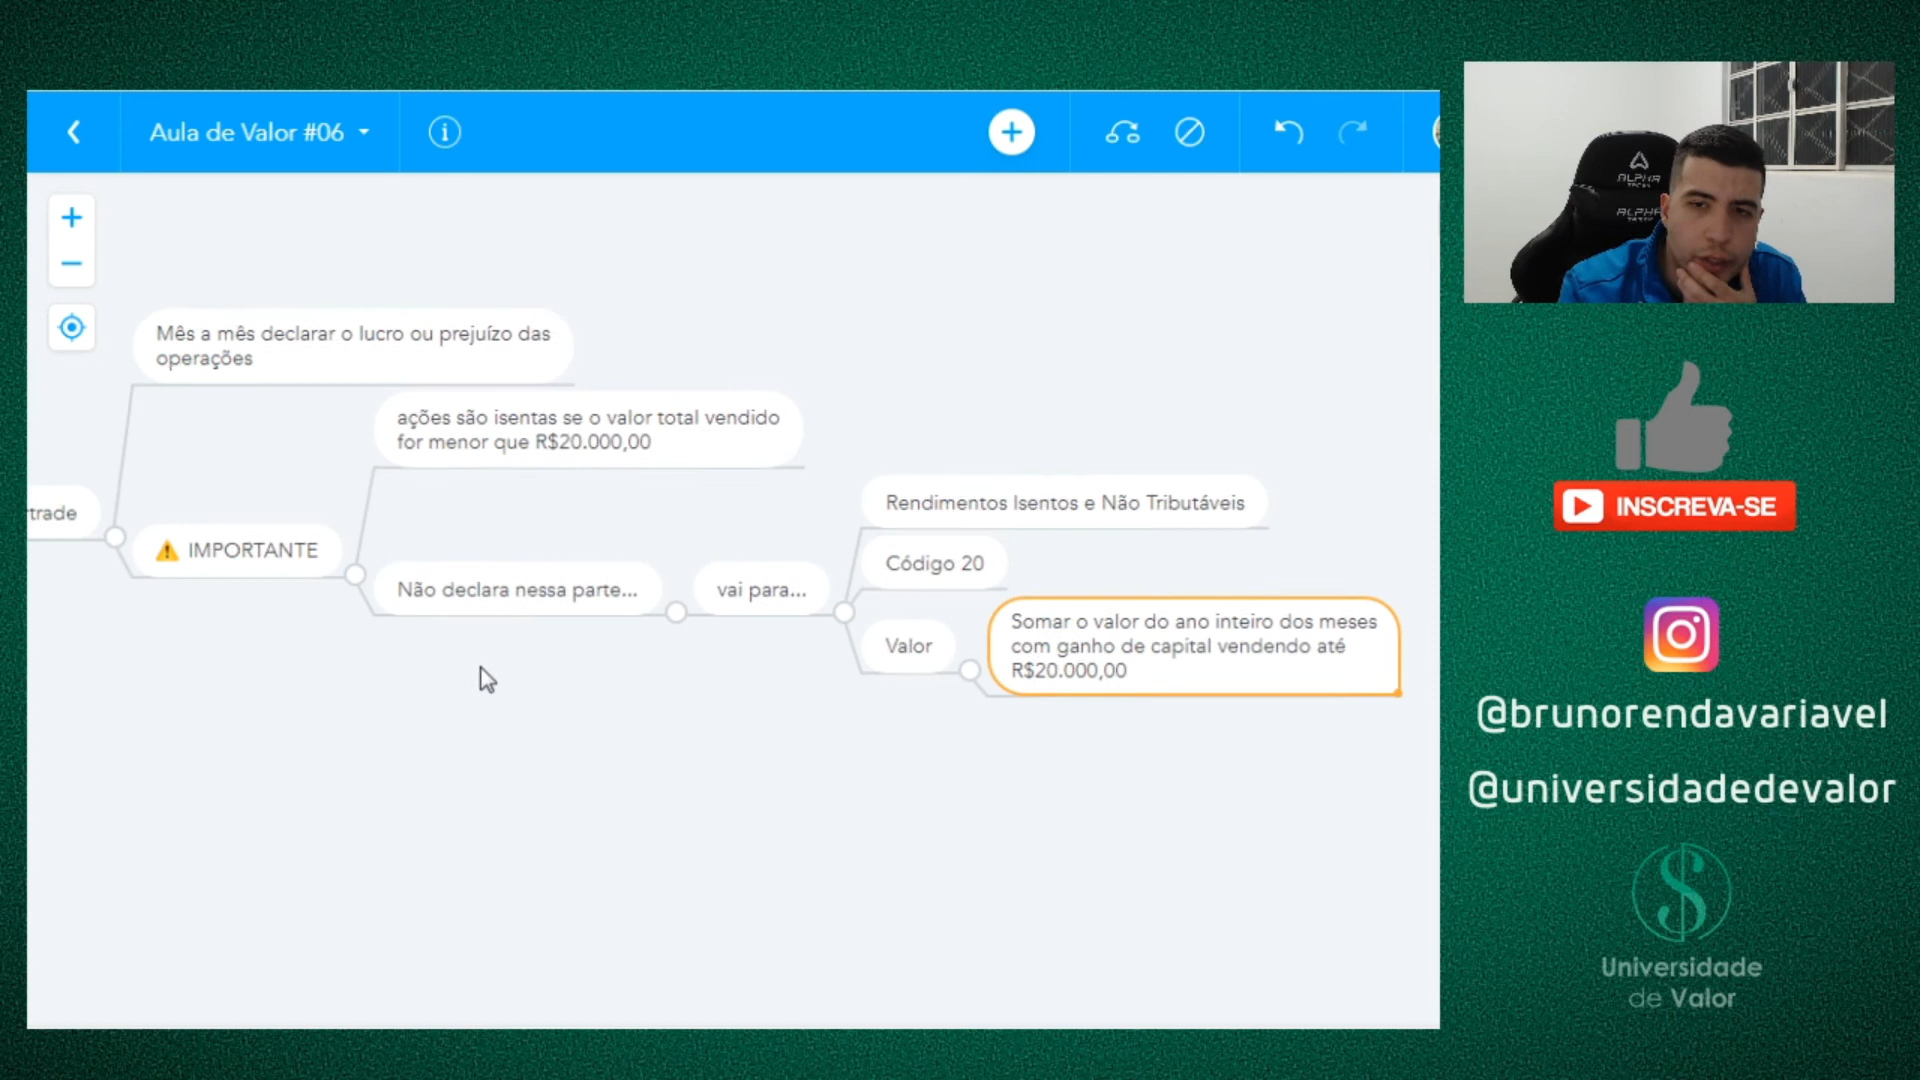 Aula de Valor #06
Mês a mês declarar o lucro ou prejuízo das
operações
ações são isentas se o valor total vendido
for menor que R$20.000,00
trade
IMPORTANTE
Não declara nessa parte...
vai para...
Rendimentos Isentos e Não Tributáveis
Código 20
Valor
Somar o valor do ano inteiro dos meses
com ganho de capital vendendo até
R$20.000,00
ALPHA
ALPHA
INSCREVA-SE
@brunorendavariavel
@universidadedevalor
Universidade
de Valor